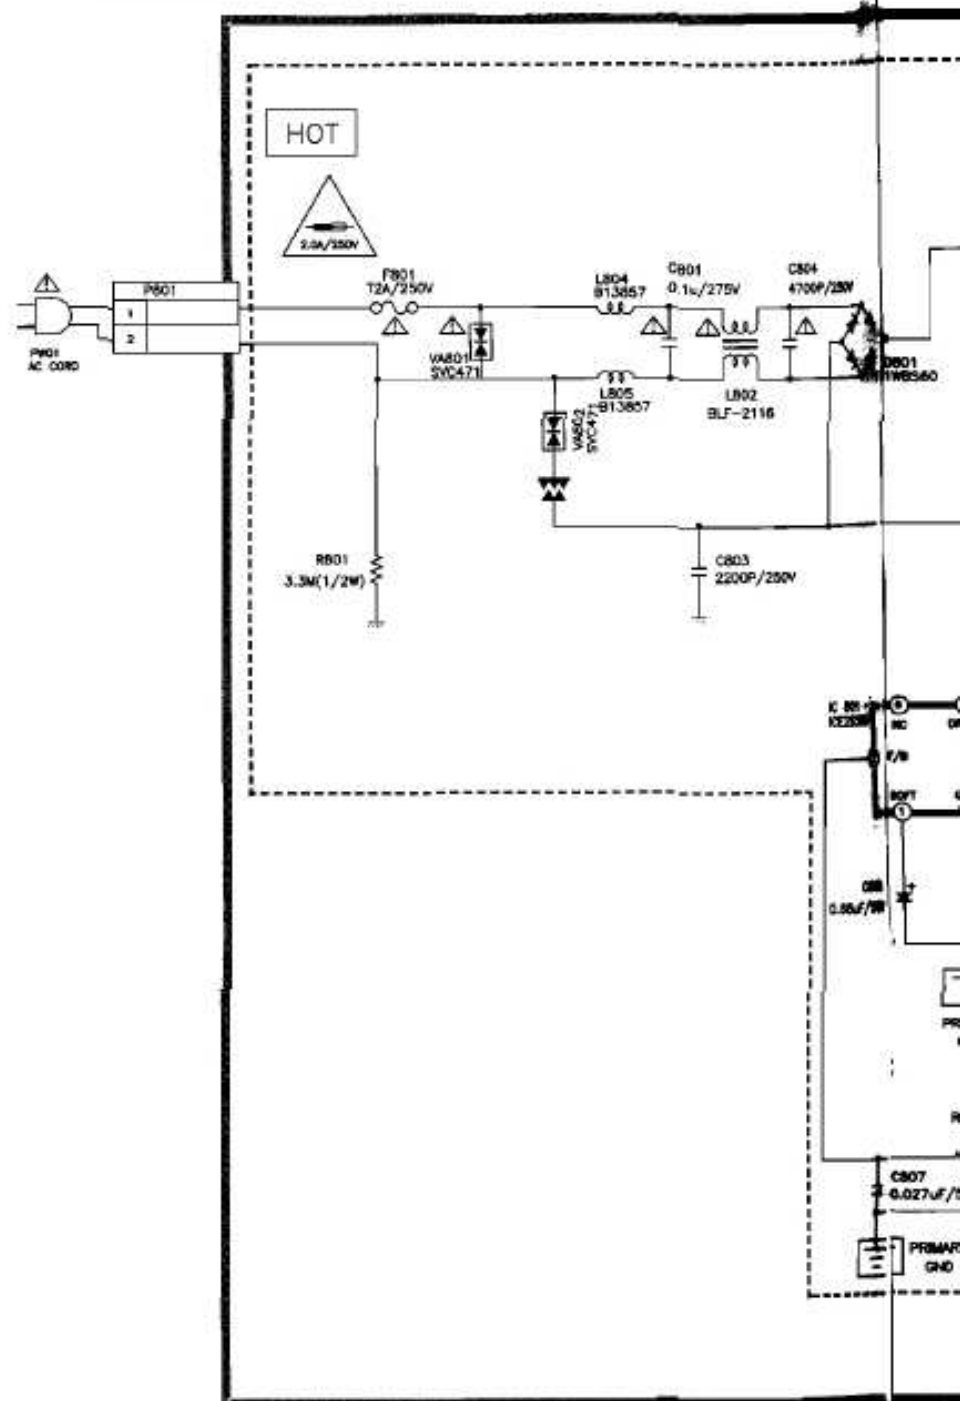 HOT
2.0A/250V
P801
1
2
PW01
AC CORD
F801
T2A/250V
VA801
SVC471
L804
B13857
C801
0.1u/275V
C804
4700P/250V
L805
B13857
L802
BLF-2116
D801
VA802
SVC471
R801
3.3M(1/2W)
C803
2200P/250V
NC
F/B
SOFT
1
C807
0.027uF/5
PRIMARY
GND